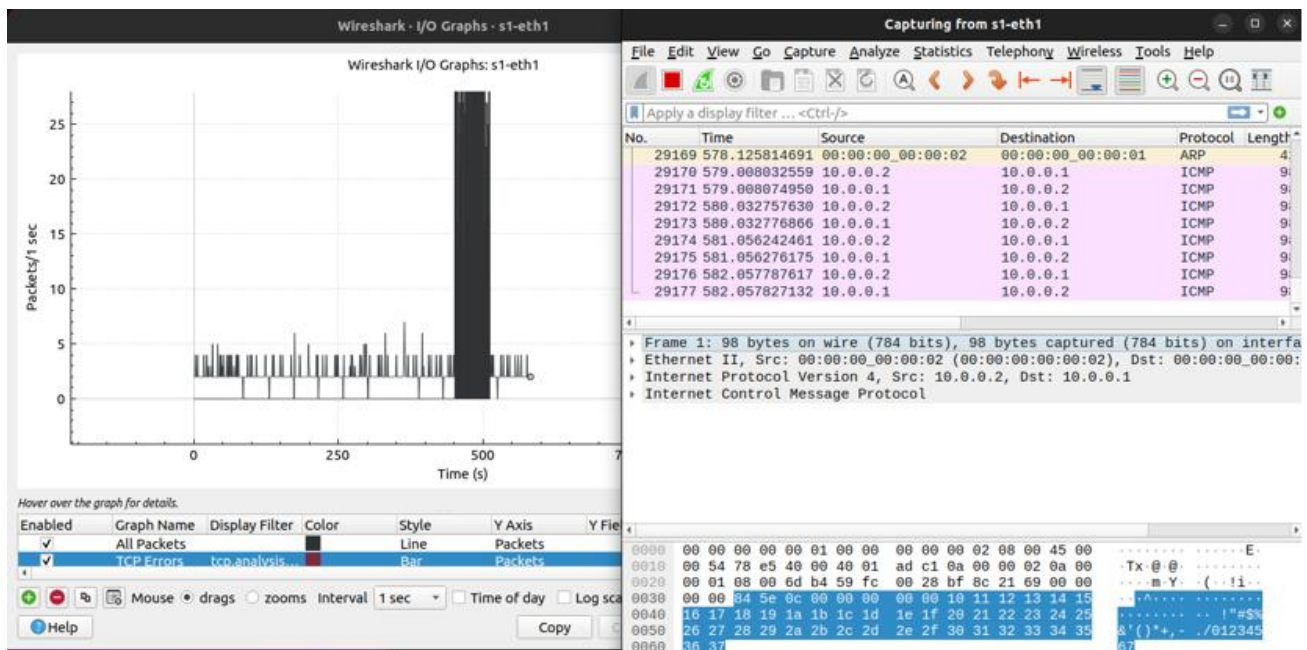 Wireshark · I/O Graphs · s1-eth1
Wireshark I/O Graphs: s1-eth1
25
20
15
10
5
0
Packets/1 sec
0 250 500 7
Time (s)
Hover over the graph for details.
Enabled Graph Name Display Filter Color Style Y Axis Y Fie
All Packets Line Packets
TCP Errors tcp.analysis... Bar Packets
Mouse drags zooms Interval 1 sec Time of day Log sca
Help Copy
Capturing from s1-eth1
File Edit View Go Capture Analyze Statistics Telephony Wireless Tools Help
Apply a display filter ... <Ctrl-/>
No. Time Source Destination Protocol Length
29169 578.125814691 00:00:00_00:00:02 00:00:00_00:00:01 ARP 4
29170 579.008032559 10.0.0.2 10.0.0.1 ICMP 9
29171 579.008074950 10.0.0.1 10.0.0.2 ICMP 9
29172 580.032757630 10.0.0.2 10.0.0.1 ICMP 9
29173 580.032776866 10.0.0.1 10.0.0.2 ICMP 9
29174 581.056242461 10.0.0.2 10.0.0.1 ICMP 9
29175 581.056276175 10.0.0.1 10.0.0.2 ICMP 9
29176 582.057787617 10.0.0.2 10.0.0.1 ICMP 9
29177 582.057827132 10.0.0.1 10.0.0.2 ICMP 9
Frame 1: 98 bytes on wire (784 bits), 98 bytes captured (784 bits) on interfa
Ethernet II, Src: 00:00:00_00:00:02 (00:00:00:00:00:02), Dst: 00:00:00_00:00:
Internet Protocol Version 4, Src: 10.0.0.2, Dst: 10.0.0.1
Internet Control Message Protocol
0000 00 00 00 00 00 01 00 00 00 00 00 02 08 00 45 00 ··············E·
0010 00 54 78 e5 40 00 40 01 ad c1 0a 00 00 02 0a 00 ·Tx·@·@·········
0020 00 01 08 00 6d b4 59 fc 00 28 bf 8c 21 69 00 00 ····m·Y··(··!i··
0030 00 00 84 5e 0c 00 00 00 00 00 10 11 12 13 14 15 ···^············
0040 16 17 18 19 1a 1b 1c 1d 1e 1f 20 21 22 23 24 25 ·········· !"#$%
0050 26 27 28 29 2a 2b 2c 2d 2e 2f 30 31 32 33 34 35 &'()*+,- ./012345
0060 36 37 67